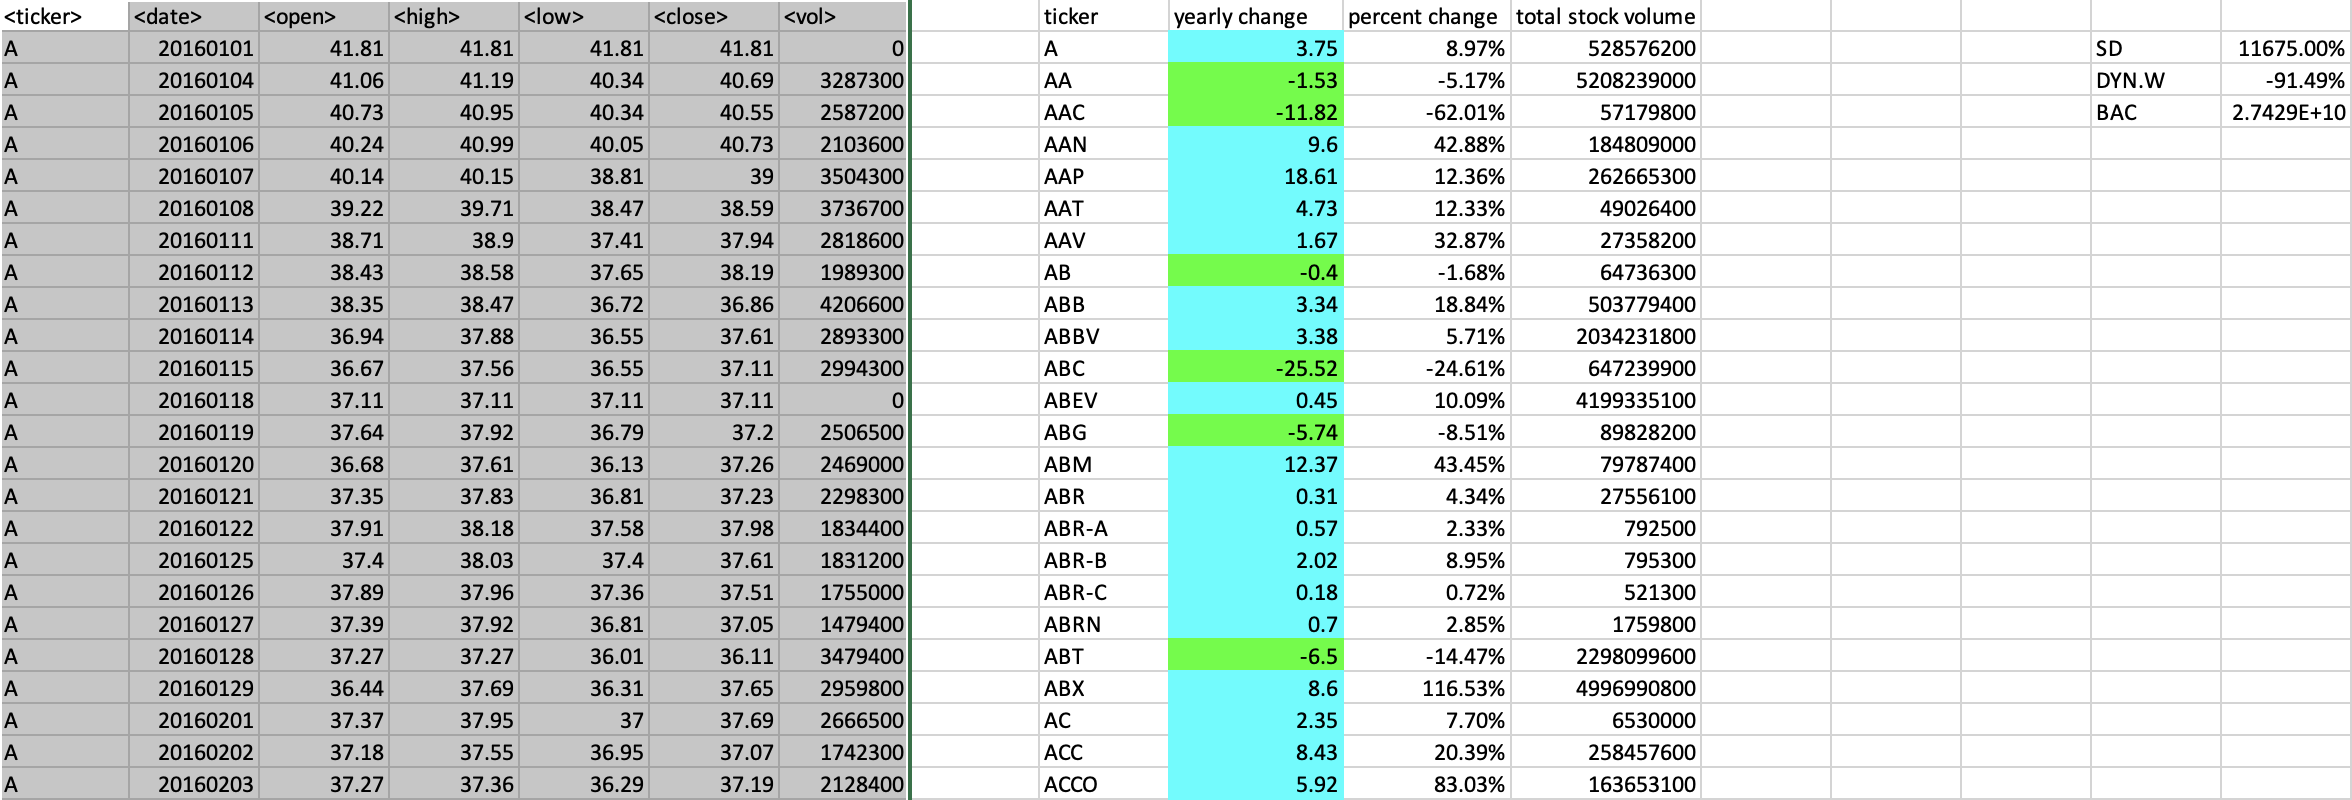 <ticker> <date> <open> <high> <low> <close> <vol> ticker yearly change percent change total stock volume
A 20160101 41.81 41.81 41.81 41.81 0 A 3.75 8.97% 528576200 SD 11675.00%
A 20160104 41.06 41.19 40.34 40.69 3287300 AA -1.53 -5.17% 5208239000 DYN.W -91.49%
A 20160105 40.73 40.95 40.34 40.55 2587200 AAC -11.82 -62.01% 57179800 BAC 2.7429E+10
A 20160106 40.24 40.99 40.05 40.73 2103600 AAN 9.6 42.88% 184809000
A 20160107 40.14 40.15 38.81 39 3504300 AAP 18.61 12.36% 262665300
A 20160108 39.22 39.71 38.47 38.59 3736700 AAT 4.73 12.33% 49026400
A 20160111 38.71 38.9 37.41 37.94 2818600 AAV 1.67 32.87% 27358200
A 20160112 38.43 38.58 37.65 38.19 1989300 AB -0.4 -1.68% 64736300
A 20160113 38.35 38.47 36.72 36.86 4206600 ABB 3.34 18.84% 503779400
A 20160114 36.94 37.88 36.55 37.61 2893300 ABBV 3.38 5.71% 2034231800
A 20160115 36.67 37.56 36.55 37.11 2994300 ABC -25.52 -24.61% 647239900
A 20160118 37.11 37.11 37.11 37.11 0 ABEV 0.45 10.09% 4199335100
A 20160119 37.64 37.92 36.79 37.2 2506500 ABG -5.74 -8.51% 89828200
A 20160120 36.68 37.61 36.13 37.26 2469000 ABM 12.37 43.45% 79787400
A 20160121 37.35 37.83 36.81 37.23 2298300 ABR 0.31 4.34% 27556100
A 20160122 37.91 38.18 37.58 37.98 1834400 ABR-A 0.57 2.33% 792500
A 20160125 37.4 38.03 37.4 37.61 1831200 ABR-B 2.02 8.95% 795300
A 20160126 37.89 37.96 37.36 37.51 1755000 ABR-C 0.18 0.72% 521300
A 20160127 37.39 37.92 36.81 37.05 1479400 ABRN 0.7 2.85% 1759800
A 20160128 37.27 37.27 36.01 36.11 3479400 ABT -6.5 -14.47% 2298099600
A 20160129 36.44 37.69 36.31 37.65 2959800 ABX 8.6 116.53% 4996990800
A 20160201 37.37 37.95 37 37.69 2666500 AC 2.35 7.70% 6530000
A 20160202 37.18 37.55 36.95 37.07 1742300 ACC 8.43 20.39% 258457600
A 20160203 37.27 37.36 36.29 37.19 2128400 ACCO 5.92 83.03% 163653100